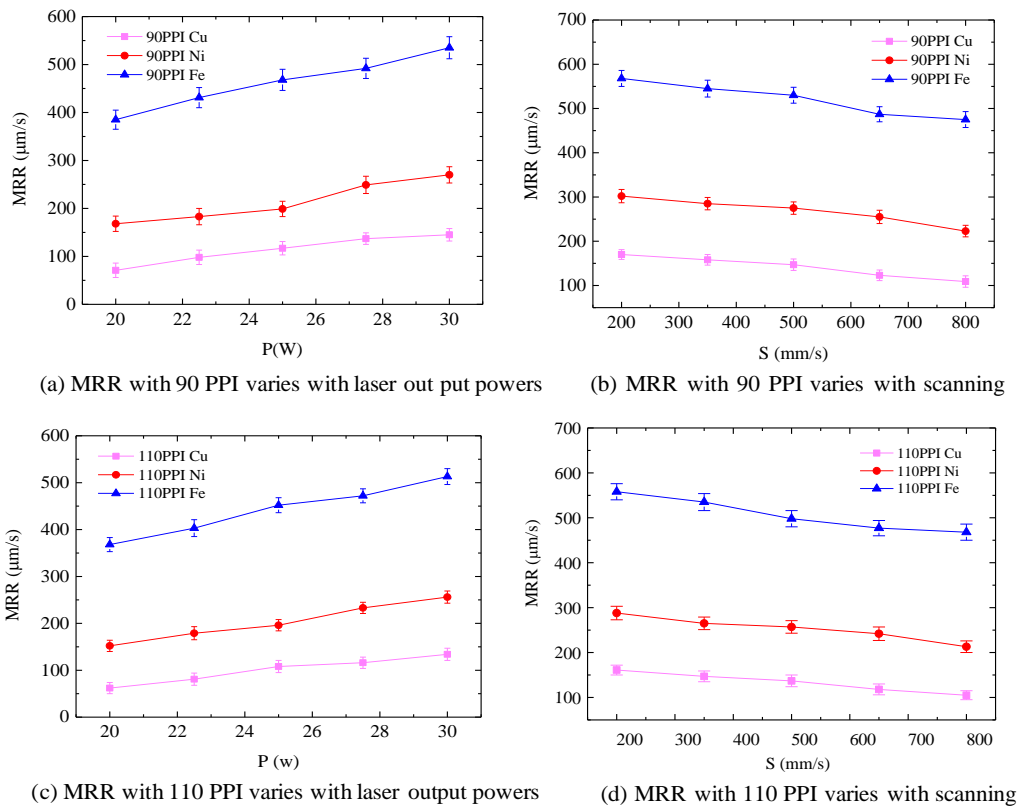 600
500
400
300
200
100
0
MRR (μm/s)
90PPI Cu
90PPI Ni
90PPI Fe
20 22 24 26 28 30
P(W)
(a) MRR with 90 PPI varies with laser out put powers
700
600
500
400
300
200
100
MRR (μm/s)
90PPI Cu
90PPI Ni
90PPI Fe
200 300 400 500 600 700 800
S (mm/s)
(b) MRR with 90 PPI varies with scanning
600
500
400
300
200
100
0
MRR (μm/s)
110PPI Cu
110PPI Ni
110PPI Fe
20 22 24 26 28 30
P (w)
(c) MRR with 110 PPI varies with laser output powers
700
600
500
400
300
200
100
MRR (μm/s)
110PPI Cu
110PPI Ni
110PPI Fe
200 300 400 500 600 700 800
S (mm/s)
(d) MRR with 110 PPI varies with scanning